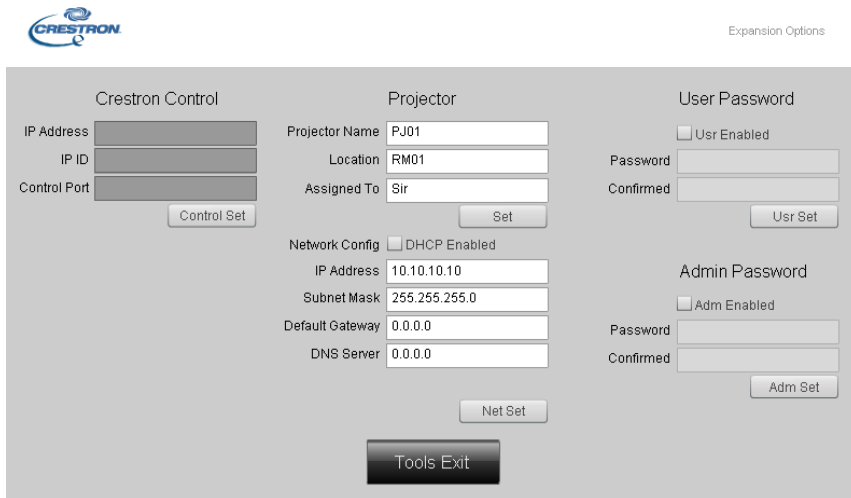 CRESTRON
Expansion Options
Crestron Control
IP Address
IP ID
Control Port
Control Set
Projector
Projector Name PJ01
Location RM01
Assigned To Sir
Set
Network Config DHCP Enabled
IP Address 10.10.10.10
Subnet Mask 255.255.255.0
Default Gateway 0.0.0.0
DNS Server 0.0.0.0
Net Set
User Password
Usr Enabled
Password
Confirmed
Usr Set
Admin Password
Adm Enabled
Password
Confirmed
Adm Set
Tools Exit